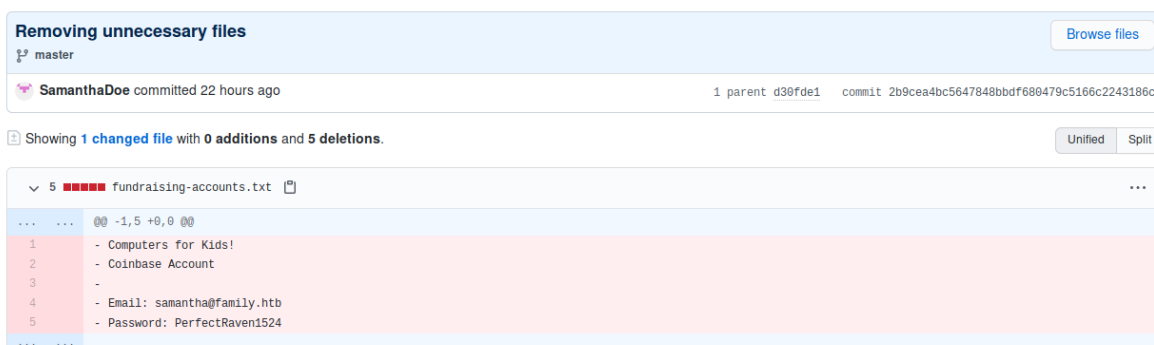 Removing unnecessary files
Browse files
master
SamanthaDoe committed 22 hours ago
1 parent d30fde1 commit 2b9cea4bc5647848bbdf680479c5166c2243186c
Showing 1 changed file with 0 additions and 5 deletions.
Unified Split
5 fundraising-accounts.txt
...
... ... @@ -1,5 +0,0 @@
1 - Computers for Kids!
2 - Coinbase Account
3 -
4 - Email: samantha@family.htb
5 - Password: PerfectRaven1524
... ...